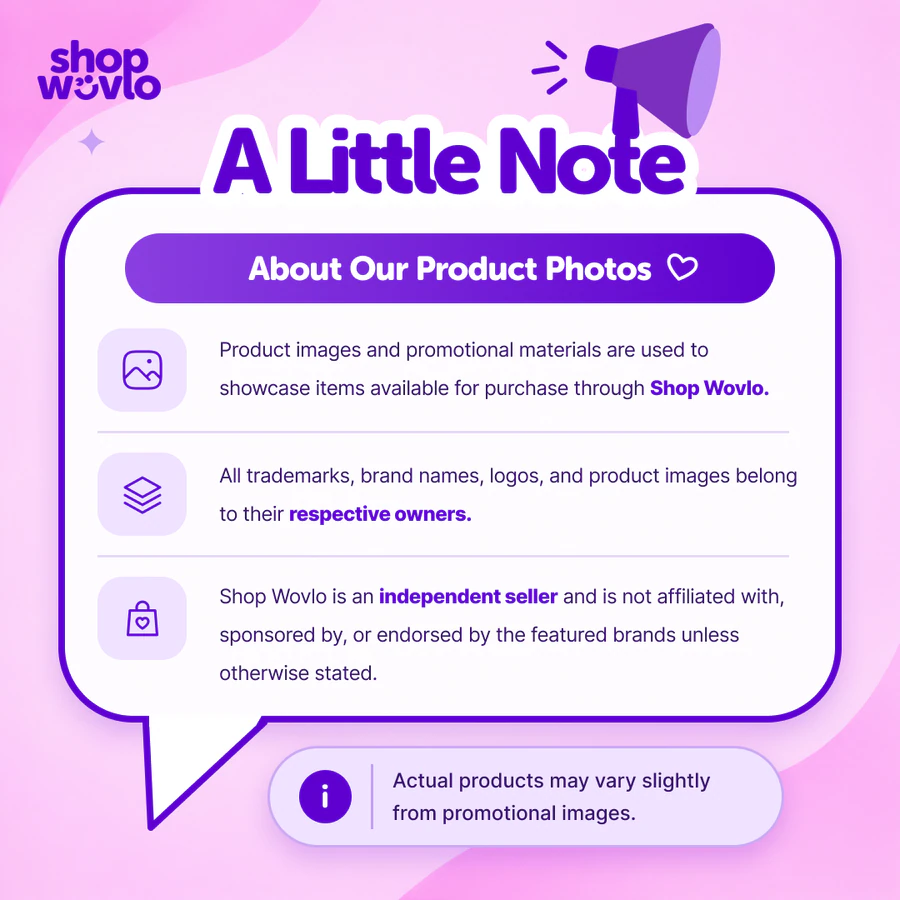 shop
wovlo
A Little Note
About Our Product Photos
Product images and promotional materials are used to
showcase items available for purchase through Shop Wovlo.
All trademarks, brand names, logos, and product images belong
to their respective owners.
Shop Wovlo is an independent seller and is not affiliated with,
sponsored by, or endorsed by the featured brands unless
otherwise stated.
Actual products may vary slightly
from promotional images.